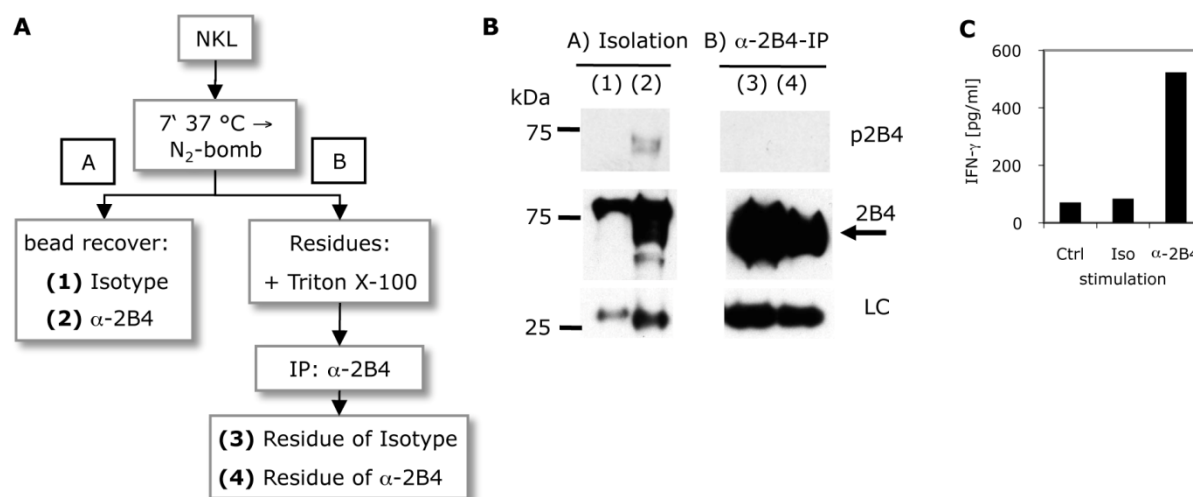 A
NKL
7' 37 °C →
N₂-bomb
A
B
bead recover:
(1) Isotype
(2) α-2B4
Residues:
+ Triton X-100
IP: α-2B4
(3) Residue of Isotype
(4) Residue of α-2B4
B
A) Isolation B) α-2B4-IP
(1) (2) (3) (4)
kDa
75 p2B4
75 2B4
25 LC
C
IFN-γ [pg/ml]
600
400
200
0
Ctrl Iso α-2B4
stimulation